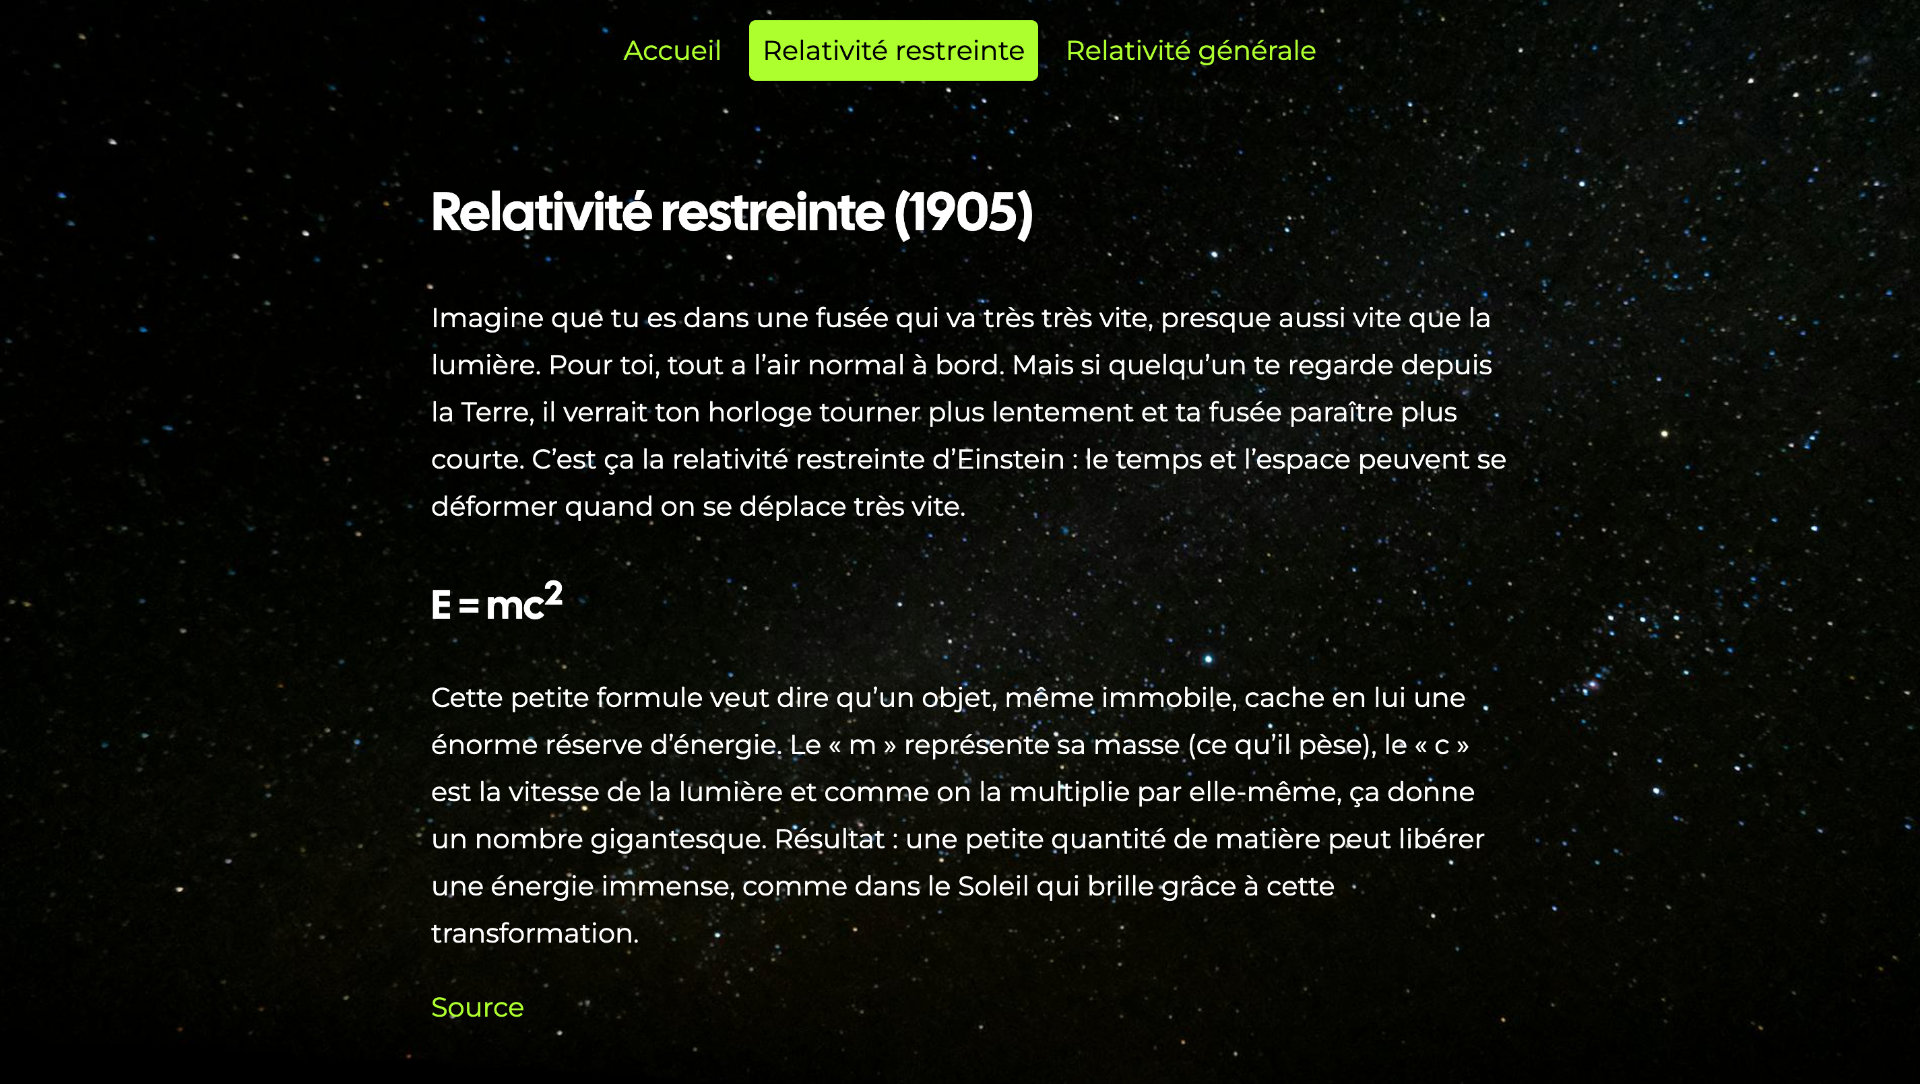 Accueil Relativité restreinte Relativité générale
Relativité restreinte (1905)
Imagine que tu es dans une fusée qui va très très vite, presque aussi vite que la
lumière. Pour toi, tout a l’air normal à bord. Mais si quelqu’un te regarde depuis
la Terre, il verrait ton horloge tourner plus lentement et ta fusée paraître plus
courte. C’est ça la relativité restreinte d’Einstein : le temps et l’espace peuvent se
déformer quand on se déplace très vite.
E = mc²
Cette petite formule veut dire qu’un objet, même immobile, cache en lui une
énorme réserve d’énergie. Le « m » représente sa masse (ce qu’il pèse), le « c »
est la vitesse de la lumière et comme on la multiplie par elle-même, ça donne
un nombre gigantesque. Résultat : une petite quantité de matière peut libérer
une énergie immense, comme dans le Soleil qui brille grâce à cette
transformation.
Source